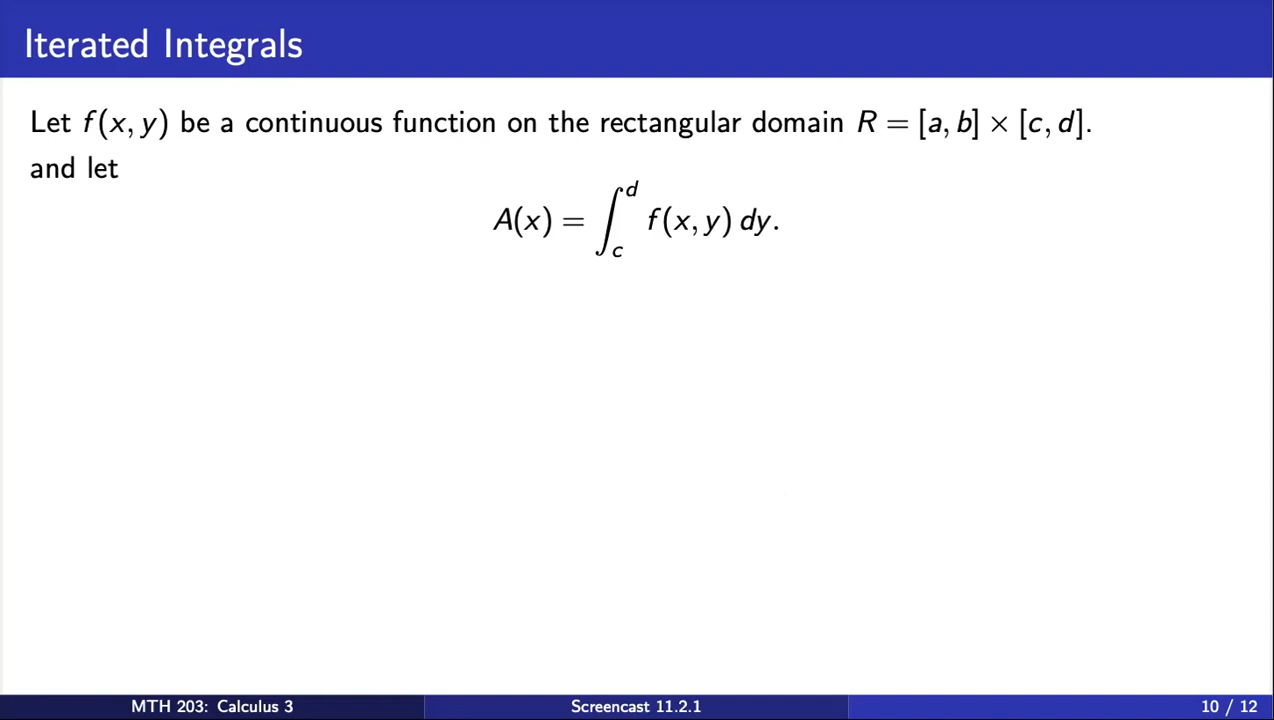 Iterated Integrals
Let f(x, y) be a continuous function on the rectangular domain R = [a, b] × [c, d].
and let
A(x) = ∫_c^d f(x, y) dy.
MTH 203: Calculus 3 Screencast 11.2.1 10 / 12